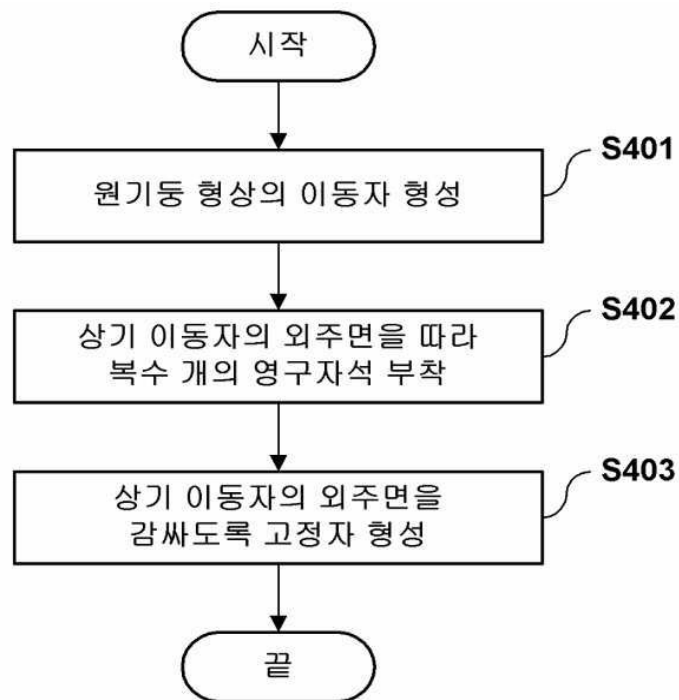 시작
S401
원기둥 형상의 이동자 형성
S402
상기 이동자의 외주면을 따라
복수 개의 영구자석 부착
S403
상기 이동자의 외주면을
감싸도록 고정자 형성
끝